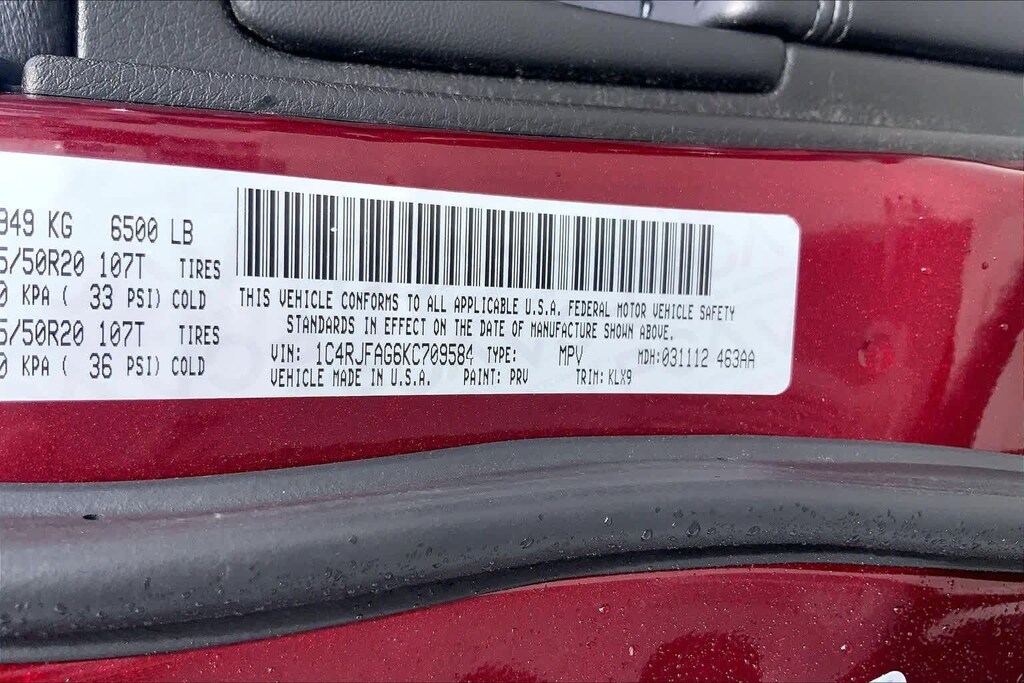 949 KG 6500 LB
5/50R20 107T TIRES
0 KPA ( 33 PSI) COLD
5/50R20 107T TIRES
0 KPA ( 36 PSI) COLD
THIS VEHICLE CONFORMS TO ALL APPLICABLE U.S.A. FEDERAL MOTOR VEHICLE SAFETY
STANDARDS IN EFFECT ON THE DATE OF MANUFACTURE SHOWN ABOVE.
VIN: 1C4RJFAG6KC709584 TYPE: MPV MDH:031112 463AA
VEHICLE MADE IN U.S.A. PAINT: PRV TRIM: KLX9